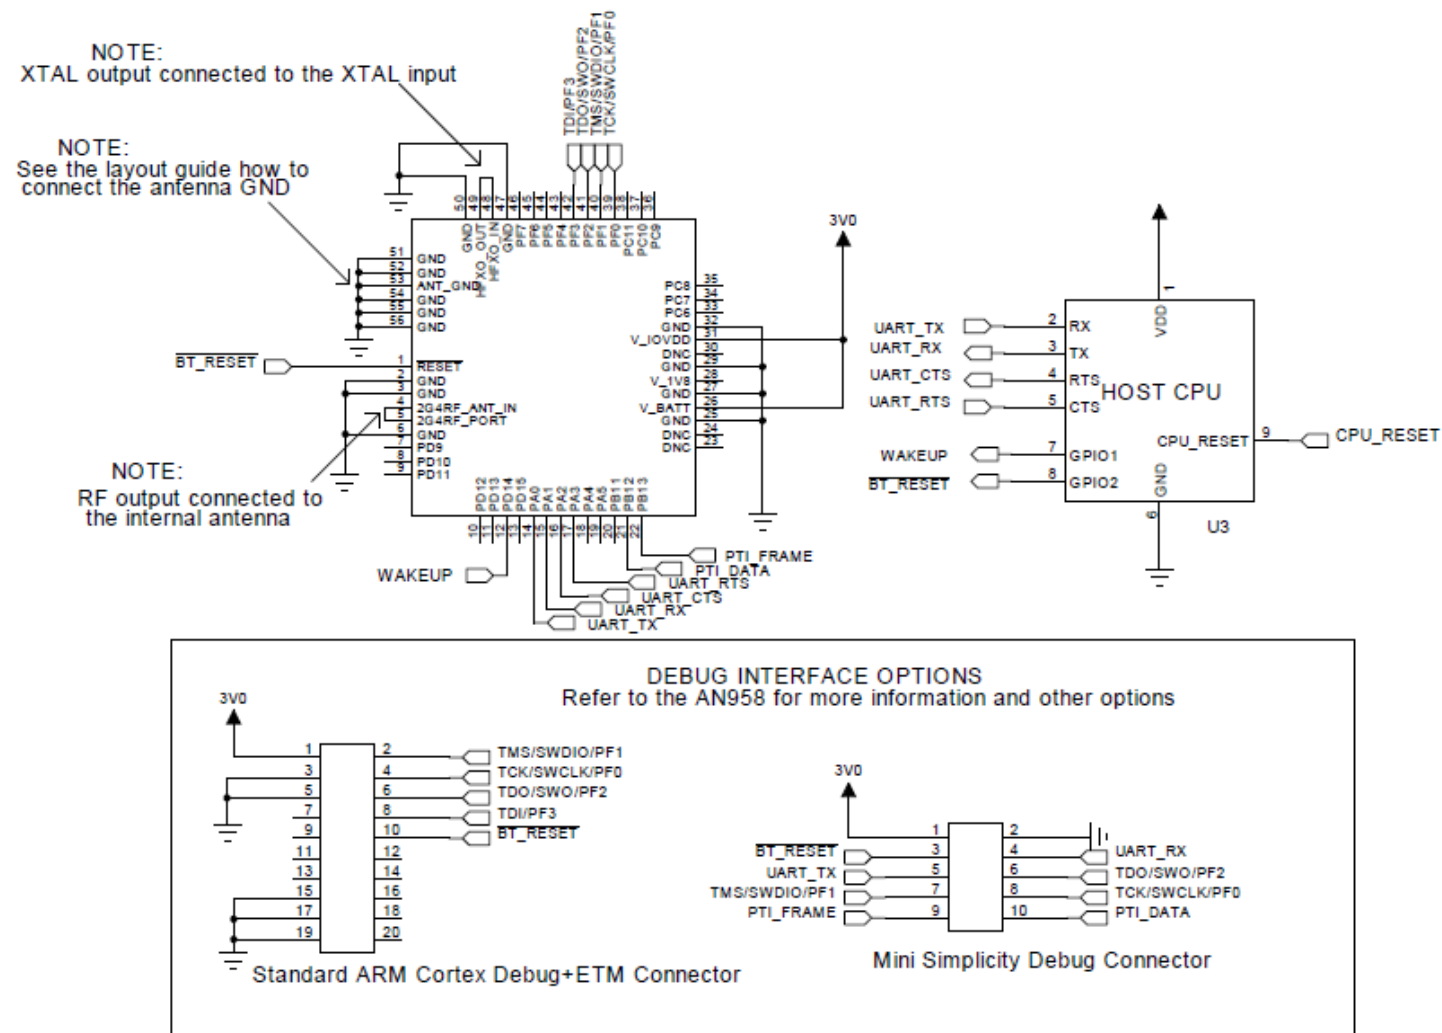 NOTE:
XTAL output connected to the XTAL input
NOTE:
See the layout guide how to
connect the antenna GND
TDI/PF3
TDO/SWO/PF2
TMS/SWDIO/PF1
TCK/SWCLK/PF0
50 49 48 47 46 45 44 43 42 41 40 39 38 37 36
GND
HFXO_OUT
HFXO_IN
GND
PF7
PF6
PF5
PF4
PF3
PF2
PF1
PF0
PC11
PC10
PC9
51 GND
52 GND
53 ANT_GND
54 GND
55 GND
56 GND
BT_RESET
1 RESET
2 GND
3 GND
4 2G4RF_ANT_IN
5 2G4RF_PORT
6 GND
7 PD9
8 PD10
9 PD11
NOTE:
RF output connected to
the internal antenna
PC8 35
PC7 34
PC6 33
GND 32
V_IOVDD 31
DNC 30
GND 29
V_1V8 28
GND 27
V_BATT 26
GND 25
DNC 24
DNC 23
3V0
PD12
PD13
PD14
PD15
PA0
PA1
PA2
PA3
PA4
PA5
PB11
PB12
PB13
10 11 12 13 14 15 16 17 18 19 20 21 22
WAKEUP
PTI_FRAME
PTI_DATA
UART_RTS
UART_CTS
UART_RX
UART_TX
1
VDD
UART_TX 2 RX
UART_RX 3 TX
UART_CTS 4 RTS
UART_RTS 5 CTS
HOST CPU
CPU_RESET 9 CPU_RESET
WAKEUP 7 GPIO1
BT_RESET 8 GPIO2
GND
6
U3
DEBUG INTERFACE OPTIONS
Refer to the AN958 for more information and other options
3V0
1 2 TMS/SWDIO/PF1
3 4 TCK/SWCLK/PF0
5 6 TDO/SWO/PF2
7 8 TDI/PF3
9 10 BT_RESET
11 12
13 14
15 16
17 18
19 20
Standard ARM Cortex Debug+ETM Connector
3V0
1 2
BT_RESET 3 4 UART_RX
UART_TX 5 6 TDO/SWO/PF2
TMS/SWDIO/PF1 7 8 TCK/SWCLK/PF0
PTI_FRAME 9 10 PTI_DATA
Mini Simplicity Debug Connector